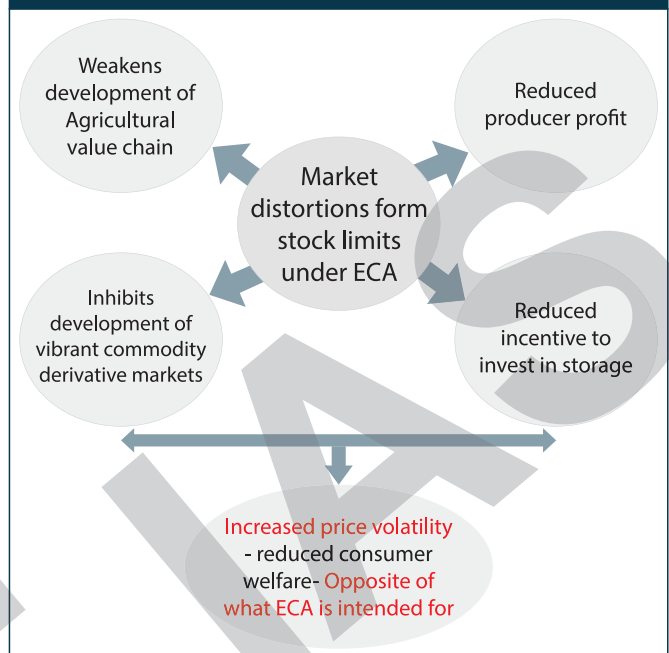 Weakens
development of
Agricultural
value chain
Reduced
producer profit
Market
distortions form
stock limits
under ECA
Inhibits
development of
vibrant commodity
derivative markets
Reduced
incentive to
invest in storage
Increased price volatility
- reduced consumer
welfare- Opposite of
what ECA is intended for
IAS